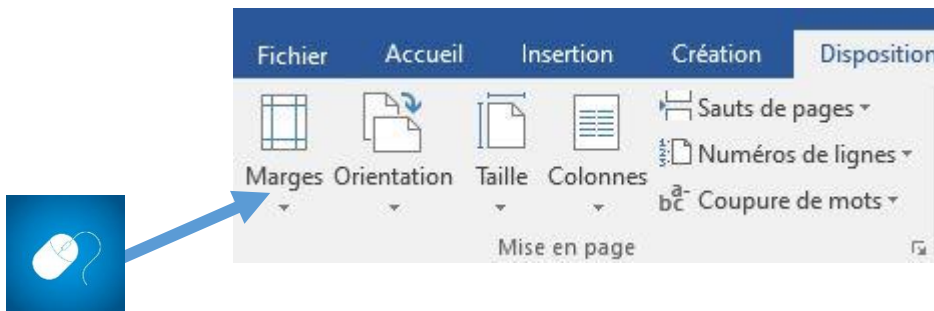 Fichier Accueil Insertion Création Disposition
Marges Orientation Taille Colonnes
Sauts de pages
Numéros de lignes
Coupure de mots
Mise en page